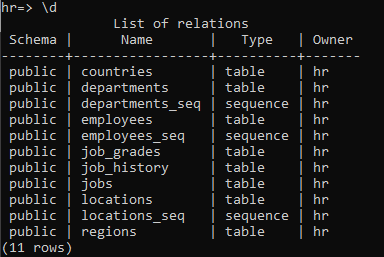 hr=> \d
              List of relations
 Schema |      Name       |   Type   | Owner
--------+-----------------+----------+-------
 public | countries       | table    | hr
 public | departments     | table    | hr
 public | departments_seq | sequence | hr
 public | employees       | table    | hr
 public | employees_seq   | sequence | hr
 public | job_grades      | table    | hr
 public | job_history     | table    | hr
 public | jobs            | table    | hr
 public | locations       | table    | hr
 public | locations_seq   | sequence | hr
 public | regions         | table    | hr
(11 rows)